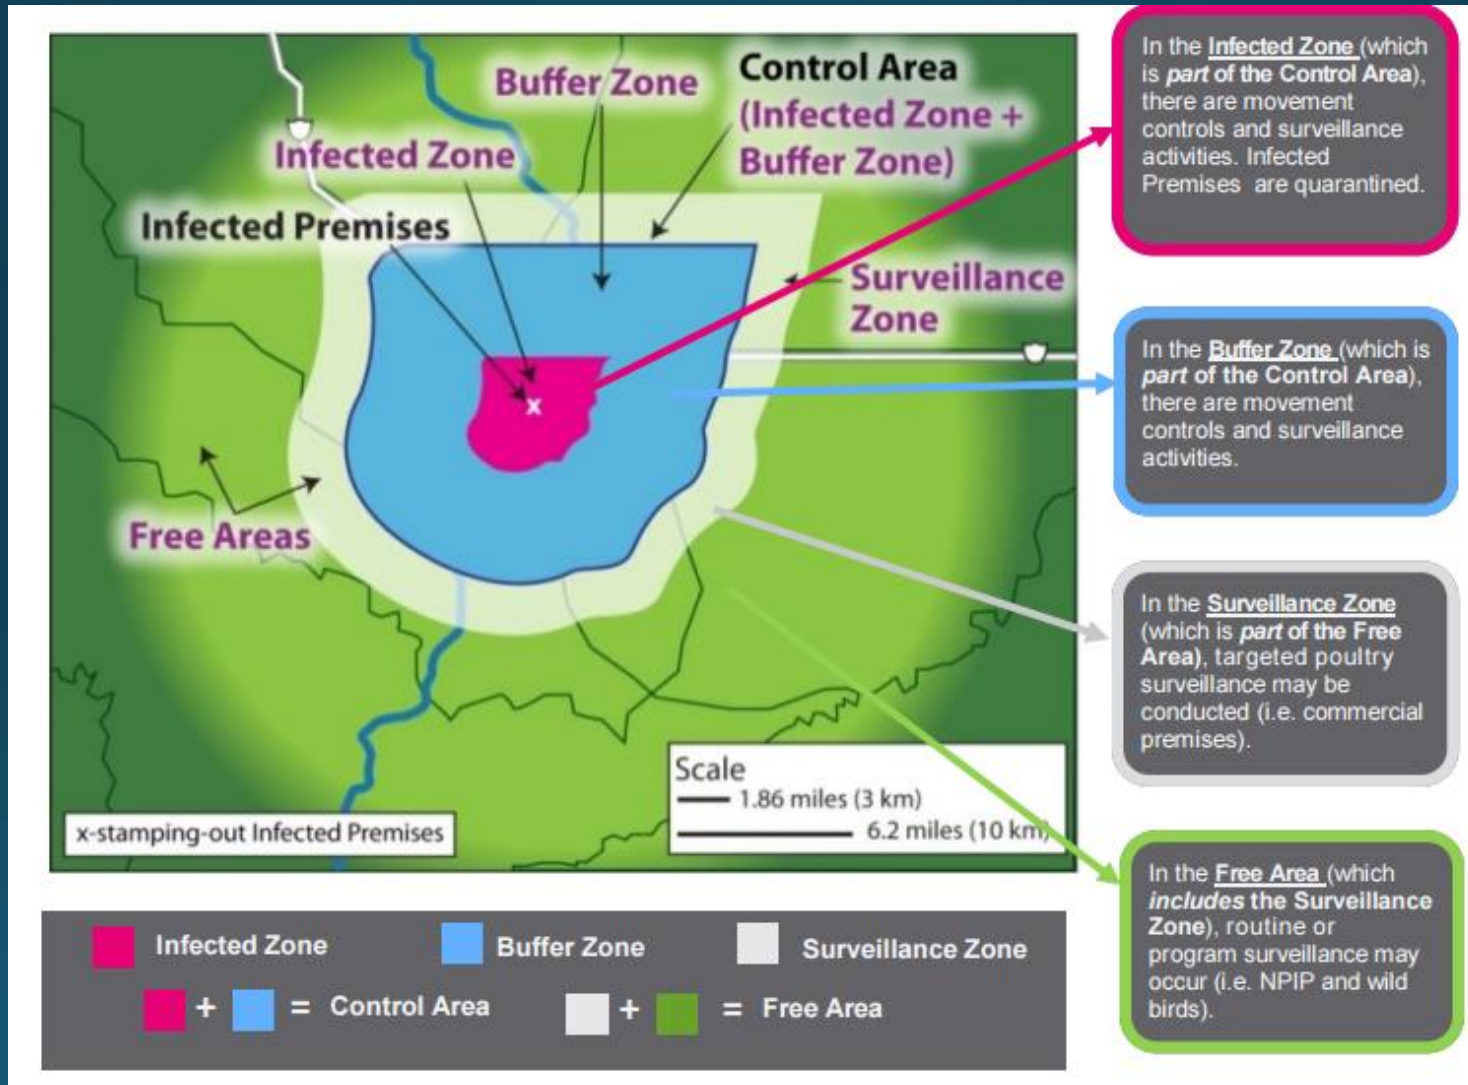 Buffer Zone
Control Area
(Infected Zone +
Buffer Zone)
Infected Zone
Infected Premises
Surveillance
Zone
Free Areas
x
Scale
1.86 miles (3 km)
6.2 miles (10 km)
x-stamping-out Infected Premises
In the Infected Zone (which
is part of the Control Area),
there are movement
controls and surveillance
activities. Infected
Premises are quarantined.
In the Buffer Zone (which is
part of the Control Area),
there are movement
controls and surveillance
activities.
In the Surveillance Zone
(which is part of the Free
Area), targeted poultry
surveillance may be
conducted (i.e. commercial
premises).
In the Free Area (which
includes the Surveillance
Zone), routine or
program surveillance may
occur (i.e. NPIP and wild
birds).
Infected Zone
Buffer Zone
Surveillance Zone
+ = Control Area
+ = Free Area